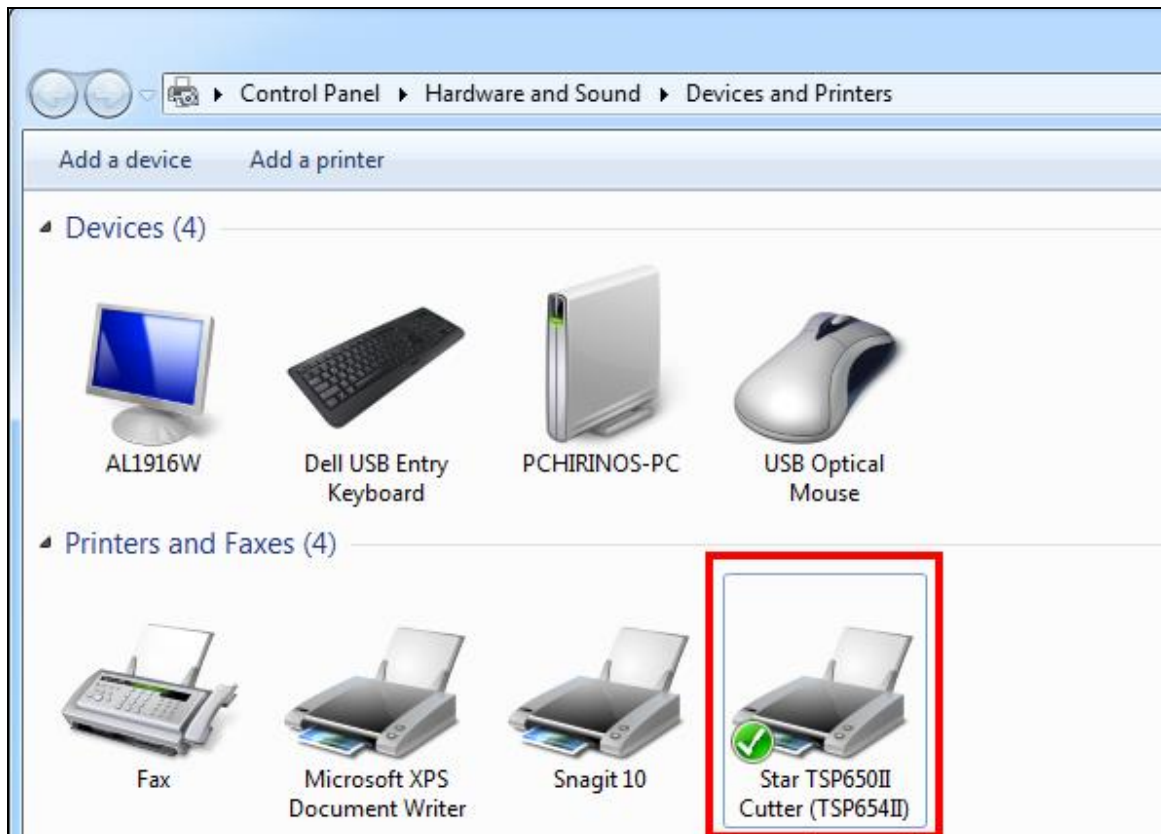 Control Panel ▸ Hardware and Sound ▸ Devices and Printers
Add a device Add a printer
Devices (4)
AL1916W
Dell USB Entry
Keyboard
PCHIRINOS-PC
USB Optical
Mouse
Printers and Faxes (4)
Fax
Microsoft XPS
Document Writer
Snagit 10
Star TSP650II
Cutter (TSP654II)